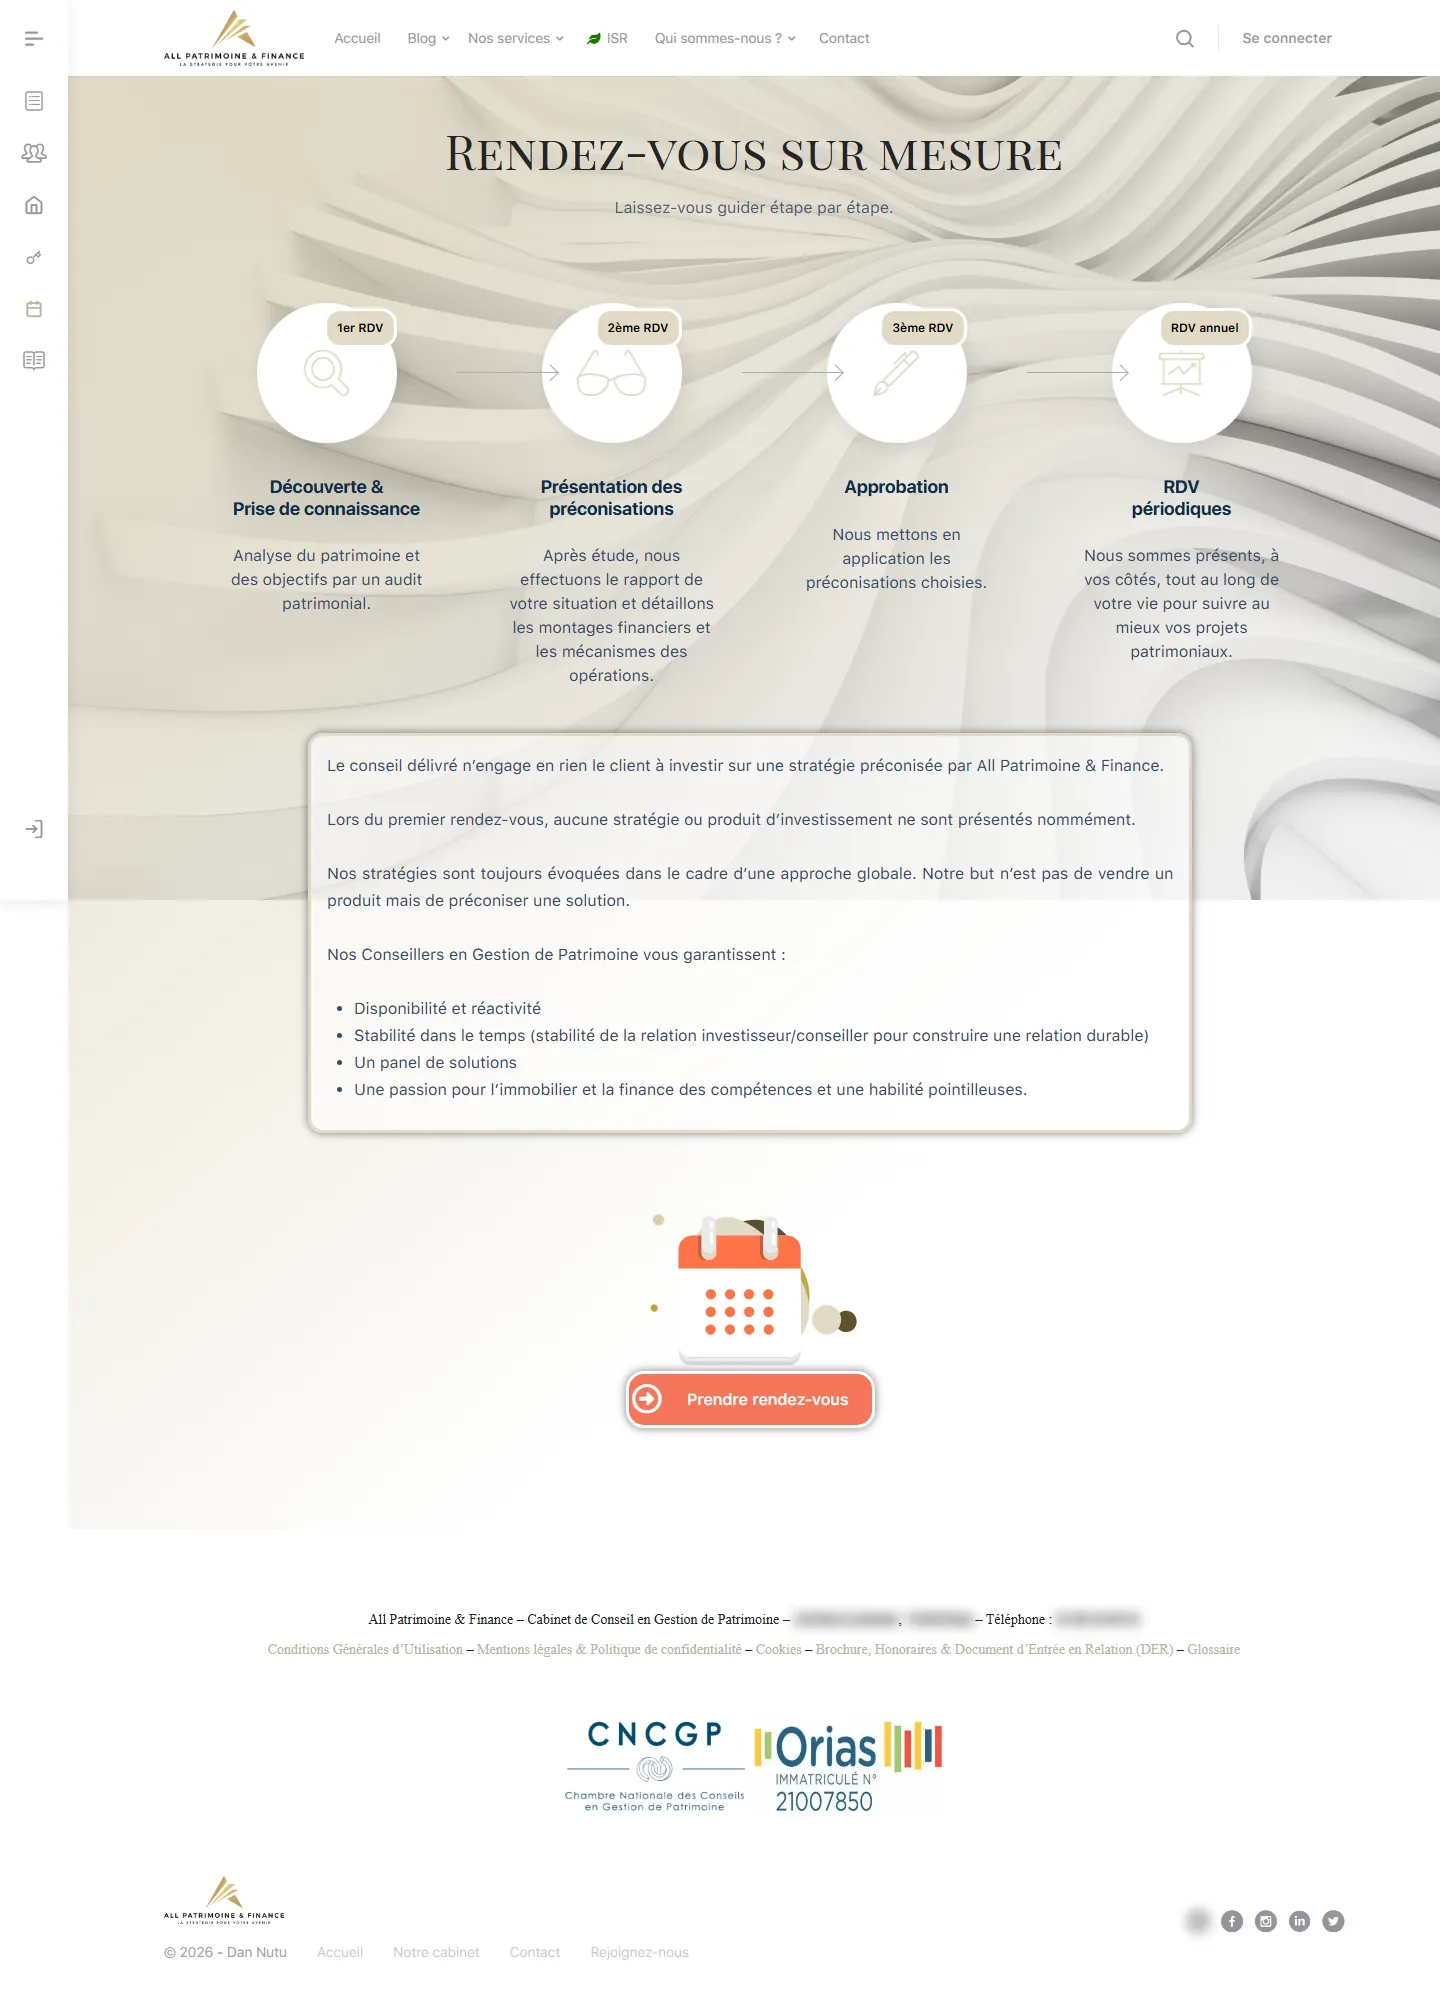 ALL PATRIMOINE & FINANCE
LA STRATÉGIE POUR VOTRE AVENIR
Accueil
Blog
Nos services
ISR
Qui sommes-nous ?
Contact
Se connecter
Rendez-vous sur mesure
Laissez-vous guider étape par étape.
1er RDV
2ème RDV
3ème RDV
RDV annuel
Découverte &
Prise de connaissance
Analyse du patrimoine et
des objectifs par un audit
patrimonial.
Présentation des
préconisations
Après étude, nous
effectuons le rapport de
votre situation et détaillons
les montages financiers et
les mécanismes des
opérations.
Approbation
Nous mettons en
application les
préconisations choisies.
RDV
périodiques
Nous sommes présents, à
vos côtés, tout au long de
votre vie pour suivre au
mieux vos projets
patrimoniaux.
Le conseil délivré n’engage en rien le client à investir sur une stratégie préconisée par All Patrimoine & Finance.
Lors du premier rendez-vous, aucune stratégie ou produit d’investissement ne sont présentés nommément.
Nos stratégies sont toujours évoquées dans le cadre d’une approche globale. Notre but n’est pas de vendre un
produit mais de préconiser une solution.
Nos Conseillers en Gestion de Patrimoine vous garantissent :
• Disponibilité et réactivité
• Stabilité dans le temps (stabilité de la relation investisseur/conseiller pour construire une relation durable)
• Un panel de solutions
• Une passion pour l’immobilier et la finance des compétences et une habilité pointilleuses.
Prendre rendez-vous
All Patrimoine & Finance – Cabinet de Conseil en Gestion de Patrimoine – , – Téléphone :
Conditions Générales d’Utilisation – Mentions légales & Politique de confidentialité – Cookies – Brochure, Honoraires & Document d’Entrée en Relation (DER) – Glossaire
CNCGP
Chambre Nationale des Conseils
en Gestion de Patrimoine
Orias
IMMATRICULÉ N°
21007850
ALL PATRIMOINE & FINANCE
LA STRATÉGIE POUR VOTRE AVENIR
© 2026 - Dan Nutu
Accueil
Notre cabinet
Contact
Rejoignez-nous